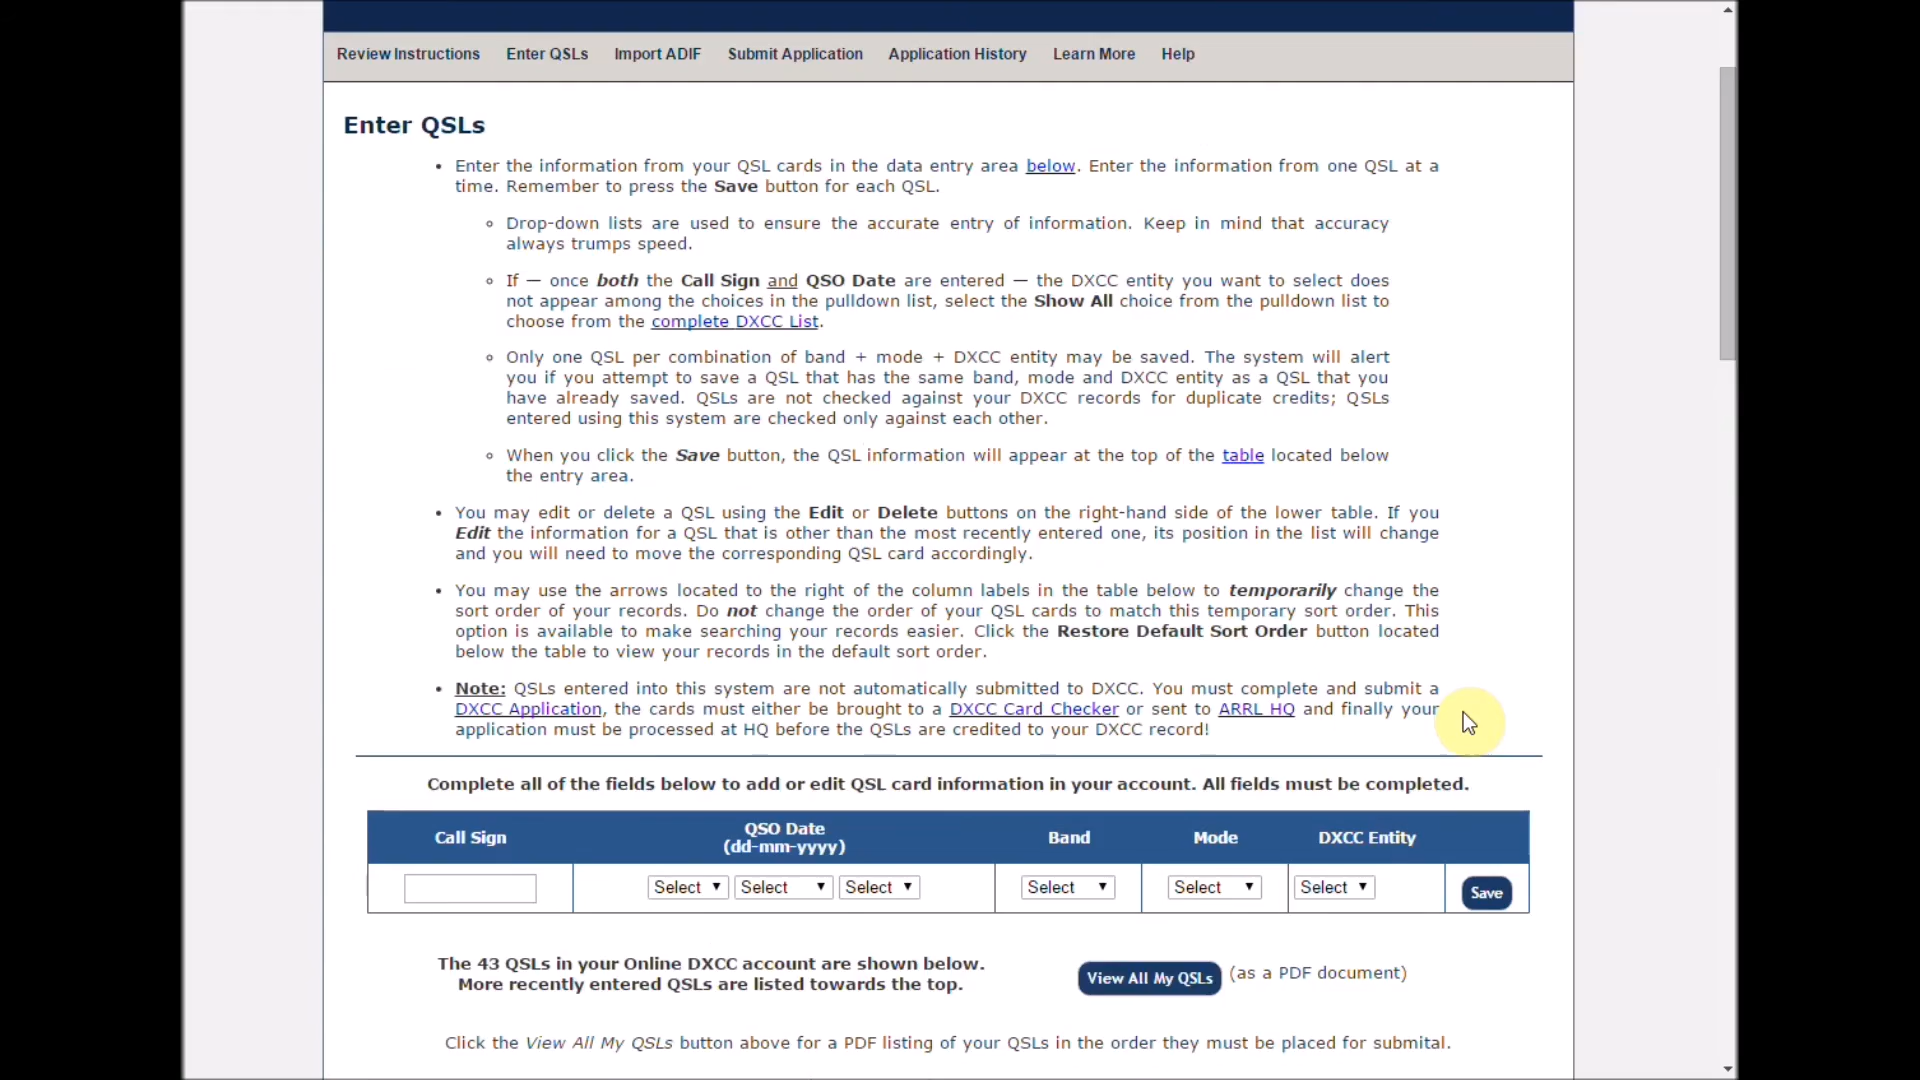 Review Instructions Enter QSLs Import ADIF Submit Application Application History Learn More Help
Enter QSLs
• Enter the information from your QSL cards in the data entry area below. Enter the information from one QSL at a
time. Remember to press the Save button for each QSL.
◦ Drop-down lists are used to ensure the accurate entry of information. Keep in mind that accuracy
always trumps speed.
◦ If — once both the Call Sign and QSO Date are entered — the DXCC entity you want to select does
not appear among the choices in the pulldown list, select the Show All choice from the pulldown list to
choose from the complete DXCC List.
◦ Only one QSL per combination of band + mode + DXCC entity may be saved. The system will alert
you if you attempt to save a QSL that has the same band, mode and DXCC entity as a QSL that you
have already saved. QSLs are not checked against your DXCC records for duplicate credits; QSLs
entered using this system are checked only against each other.
◦ When you click the Save button, the QSL information will appear at the top of the table located below
the entry area.
• You may edit or delete a QSL using the Edit or Delete buttons on the right-hand side of the lower table. If you
Edit the information for a QSL that is other than the most recently entered one, its position in the list will change
and you will need to move the corresponding QSL card accordingly.
• You may use the arrows located to the right of the column labels in the table below to temporarily change the
sort order of your records. Do not change the order of your QSL cards to match this temporary sort order. This
option is available to make searching your records easier. Click the Restore Default Sort Order button located
below the table to view your records in the default sort order.
• Note: QSLs entered into this system are not automatically submitted to DXCC. You must complete and submit a
DXCC Application, the cards must either be brought to a DXCC Card Checker or sent to ARRL HQ and finally your
application must be processed at HQ before the QSLs are credited to your DXCC record!
Complete all of the fields below to add or edit QSL card information in your account. All fields must be completed.
Call Sign QSO Date Band Mode DXCC Entity
(dd-mm-yyyy)
Select Select Select Select Select Select Save
The 43 QSLs in your Online DXCC account are shown below.
More recently entered QSLs are listed towards the top.
View All My QSLs (as a PDF document)
Click the View All My QSLs button above for a PDF listing of your QSLs in the order they must be placed for submital.